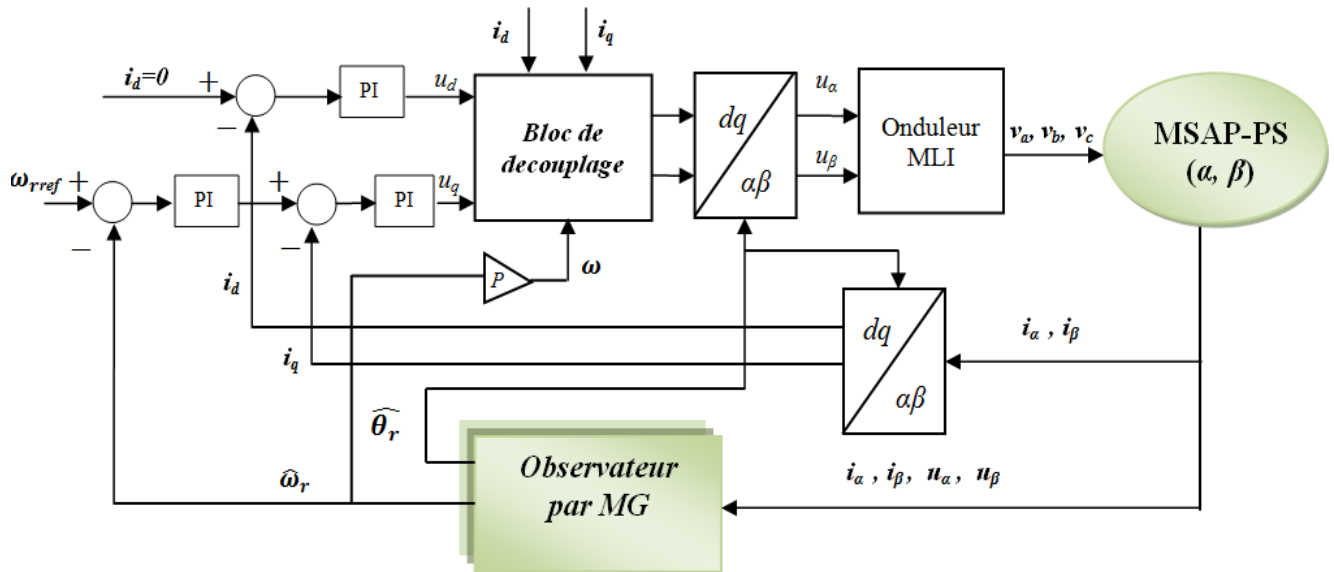 i_d i_q
i_d=0 + PI u_d
−
Bloc de
decouplage
dq
αβ
u_α
u_β
Onduleur
MLI
v_a, v_b, v_c
MSAP-PS
(α, β)
ω_rref + PI + PI u_q
− −
P ω
i_d
i_q
dq
αβ
i_α , i_β
θ̂_r
ω̂_r
Observateur
par MG
i_α , i_β, u_α, u_β